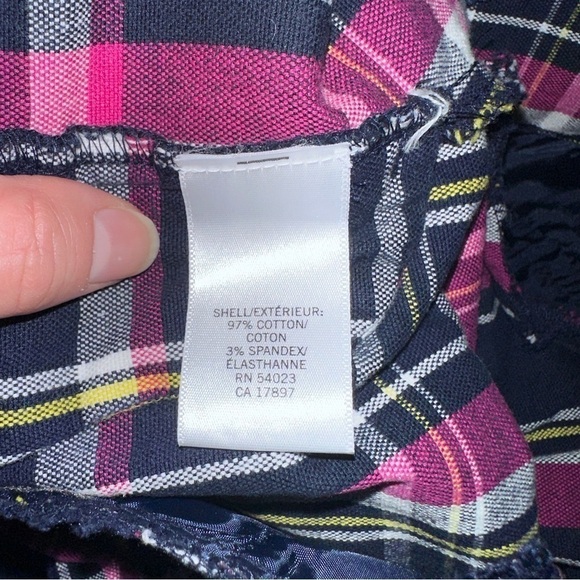 SHELL/EXTÉRIEUR:
97% COTTON/
COTON
3% SPANDEX/
ÉLASTHANNE
RN 54023
CA 17897